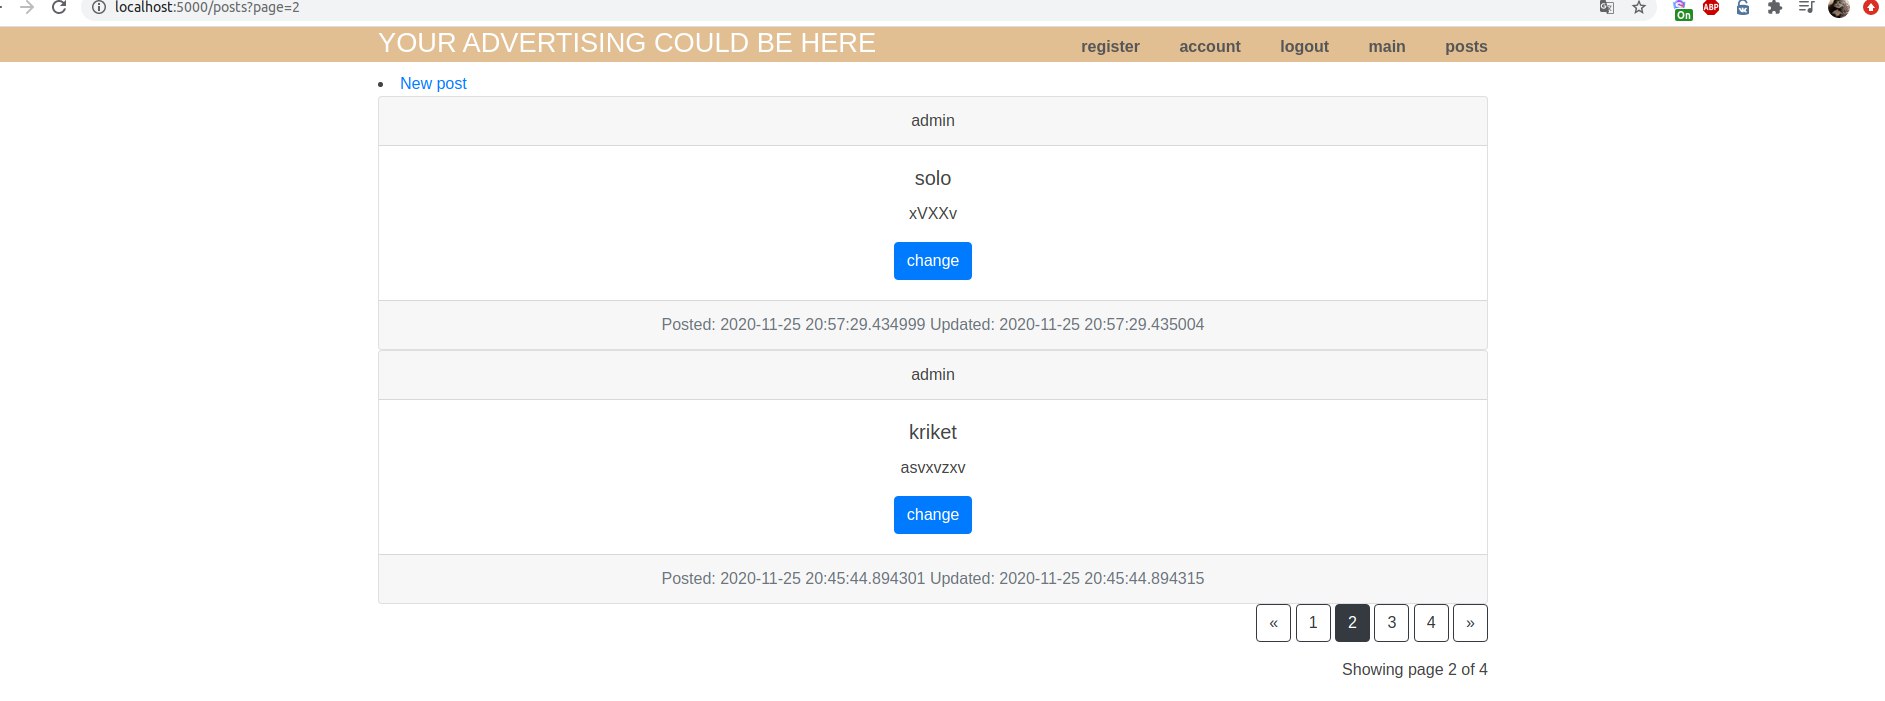 localhost:5000/posts?page=2
On ABP
YOUR ADVERTISING COULD BE HERE register account logout main posts
New post
admin
solo
xVXXv
change
Posted: 2020-11-25 20:57:29.434999 Updated: 2020-11-25 20:57:29.435004
admin
kriket
asvxvzxv
change
Posted: 2020-11-25 20:45:44.894301 Updated: 2020-11-25 20:45:44.894315
« 1 2 3 4 »
Showing page 2 of 4